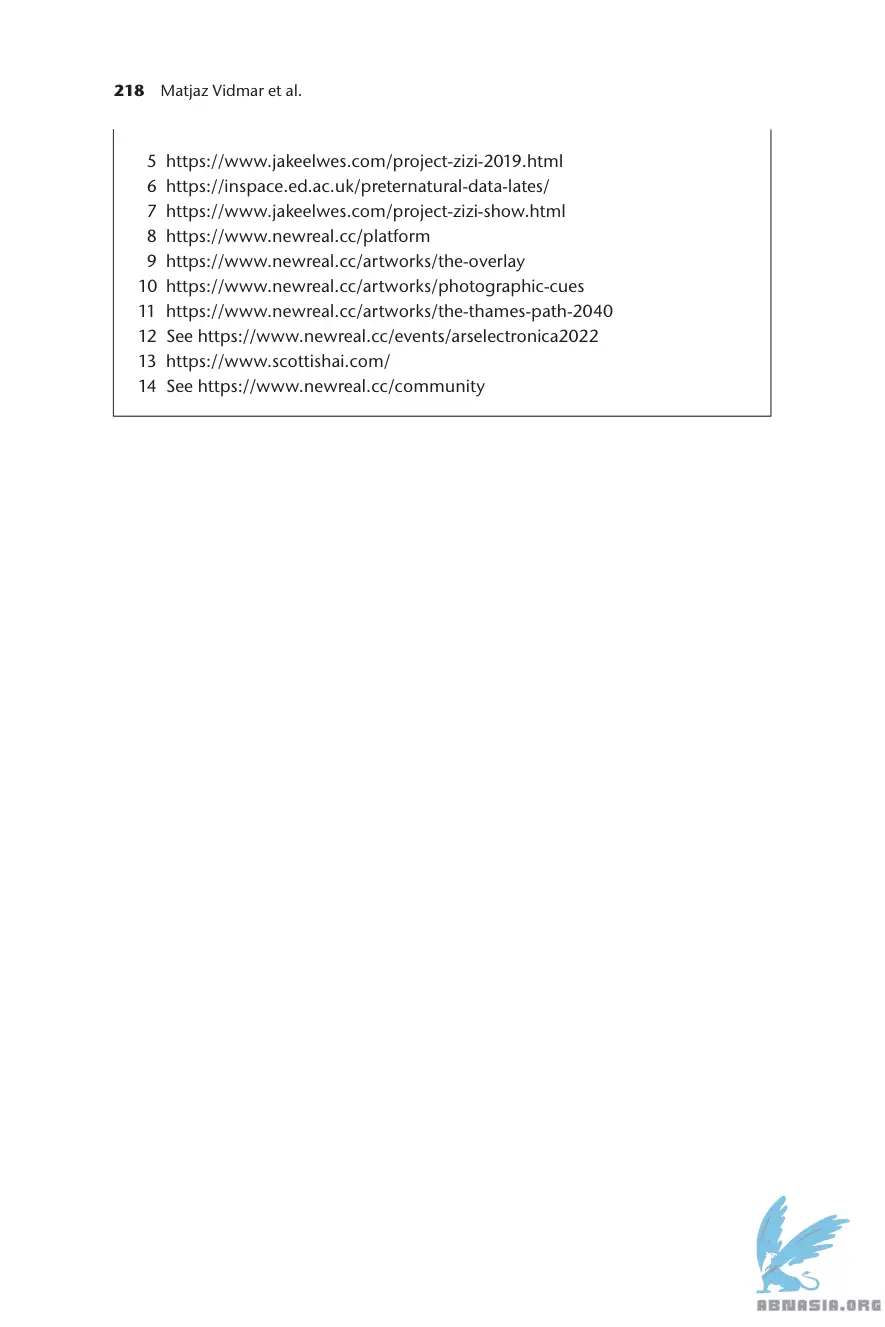 218 Matjaz Vidmar et al.
5 https://www.jakeelwes.com/project-zizi-2019.html
6 https://inspace.ed.ac.uk/preternatural-data-lates/
7 https://www.jakeelwes.com/project-zizi-show.html
8 https://www.newreal.cc/platform
9 https://www.newreal.cc/artworks/the-overlay
10 https://www.newreal.cc/artworks/photographic-cues
11 https://www.newreal.cc/artworks/the-thames-path-2040
12 See https://www.newreal.cc/events/arselectronica2022
13 https://www.scottishai.com/
14 See https://www.newreal.cc/community
ABNASIA.ORG